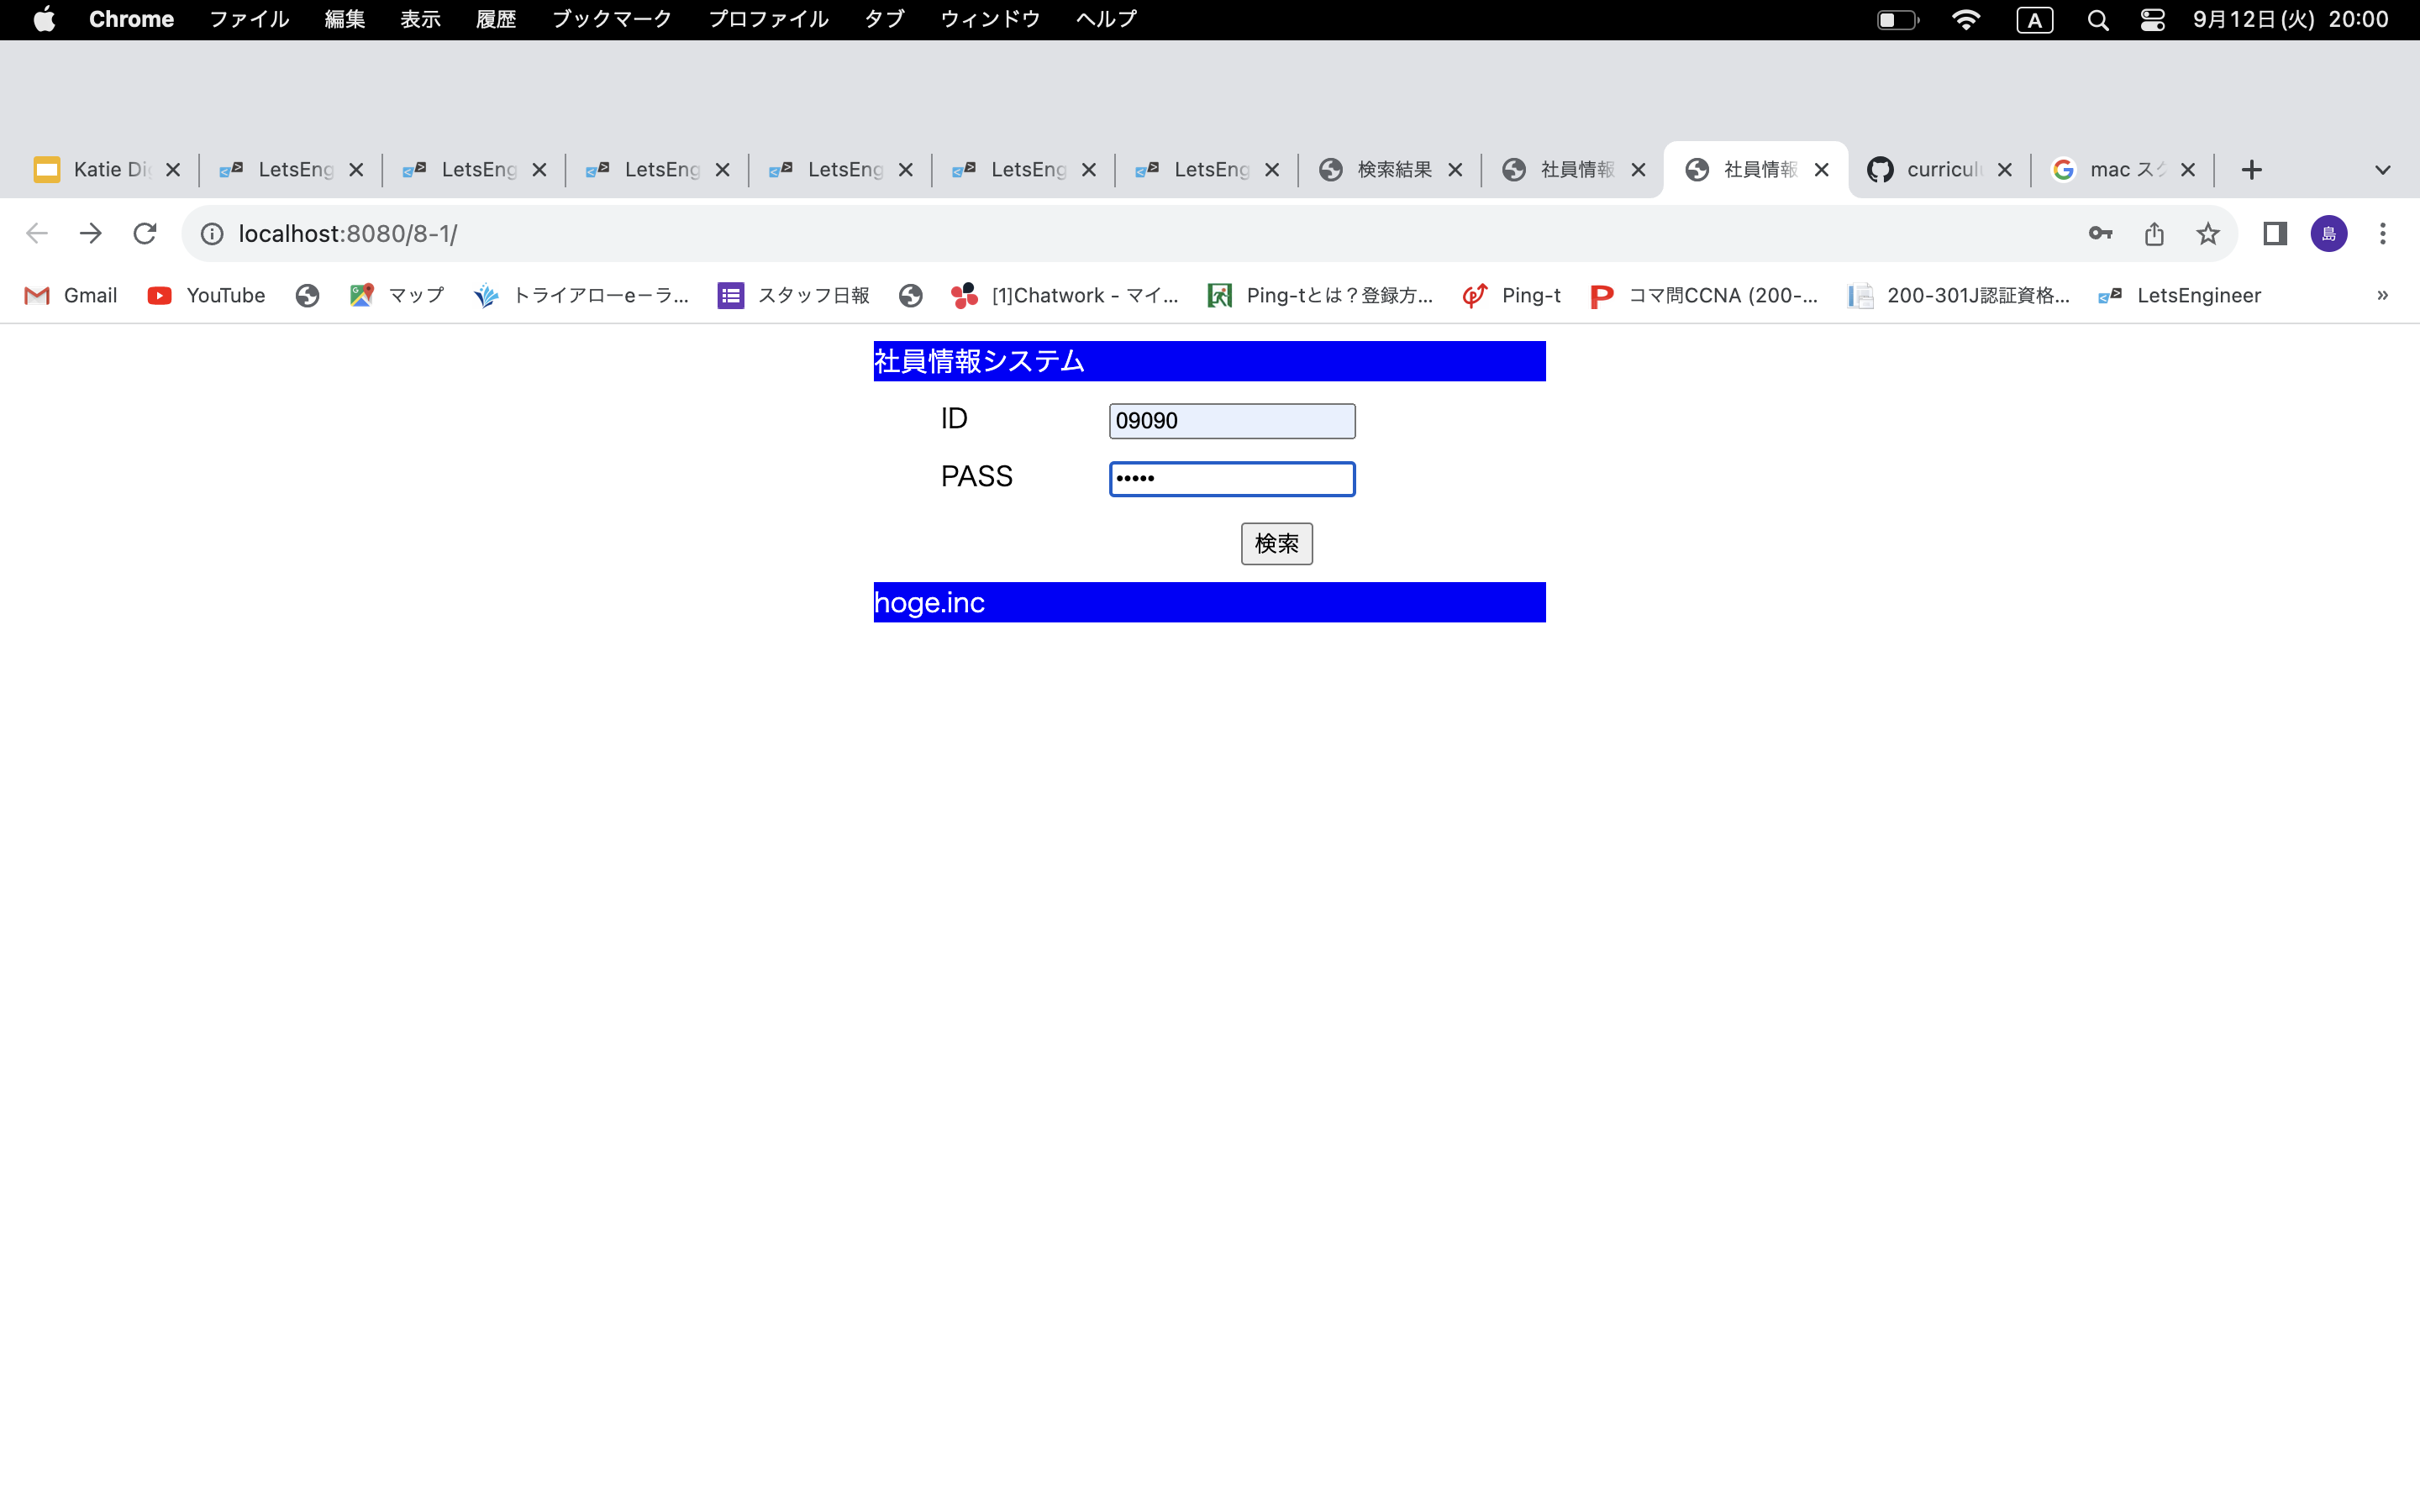 Chrome ファイル 編集 表示 履歴 ブックマーク プロファイル タブ ウィンドウ ヘルプ A 9月12日(火) 20:00
Katie Di LetsEng LetsEng LetsEng LetsEng LetsEng LetsEng 検索結果 社員情報 社員情報 curricul mac スク
localhost:8080/8-1/ 島
Gmail YouTube マップ トライアローeーラ... スタッフ日報 [1]Chatwork - マイ... Ping-tとは？登録方... Ping-t コマ問CCNA (200-... 200-301J認証資格... LetsEngineer »
社員情報システム
ID 09090
PASS •••••
検索
hoge.inc